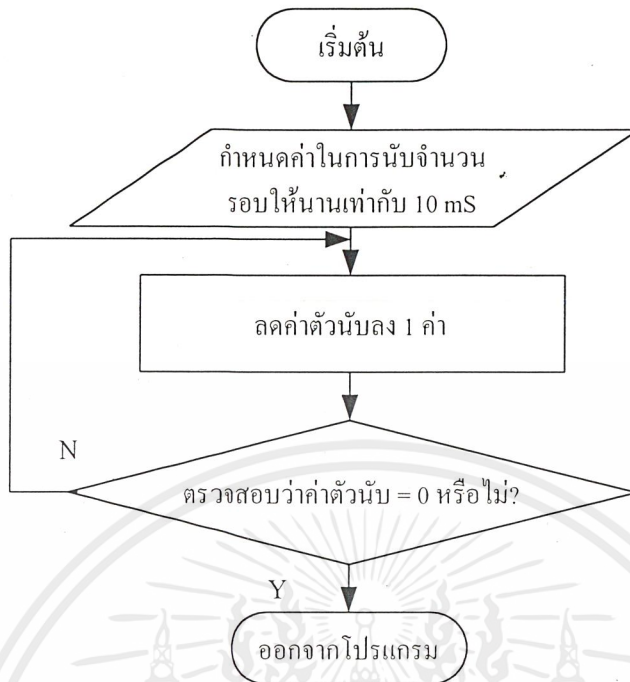 เริ่มต้น
กำหนดค่าในการนับจำนวน
รอบให้นานเท่ากับ 10 mS
ลดค่าตัวนับลง 1 ค่า
N
ตรวจสอบว่าค่าตัวนับ = 0 หรือไม่?
Y
ออกจากโปรแกรม